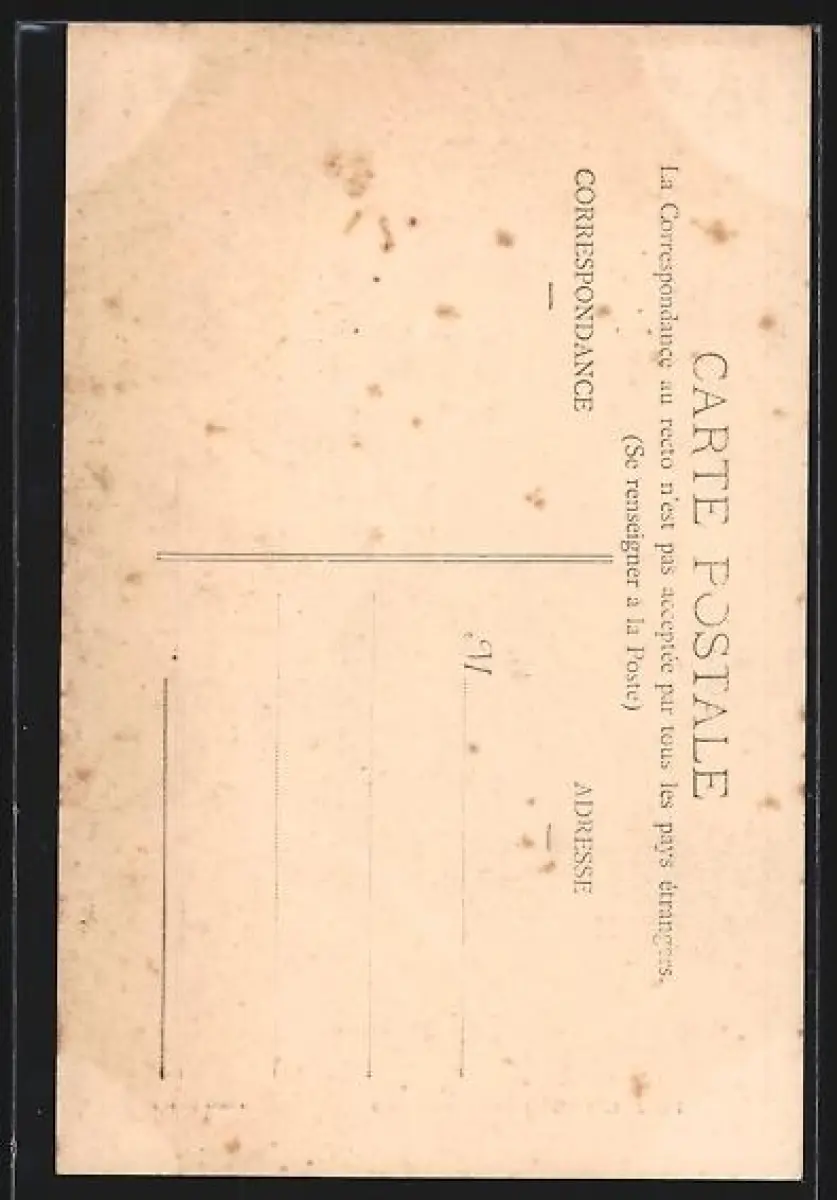 CARTE POSTALE
La Correspondance au recto n'est pas acceptée par tous les pays étrangers.
(Se renseigner à la Poste)
CORRESPONDANCE
ADRESSE
M